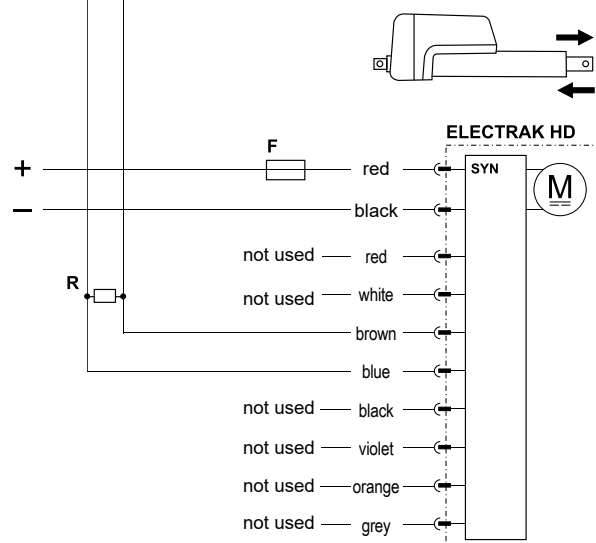 ELECTRAK HD
F
+ red SYN M
– black
not used red
R
not used white
brown
blue
not used black
not used violet
not used orange
not used grey